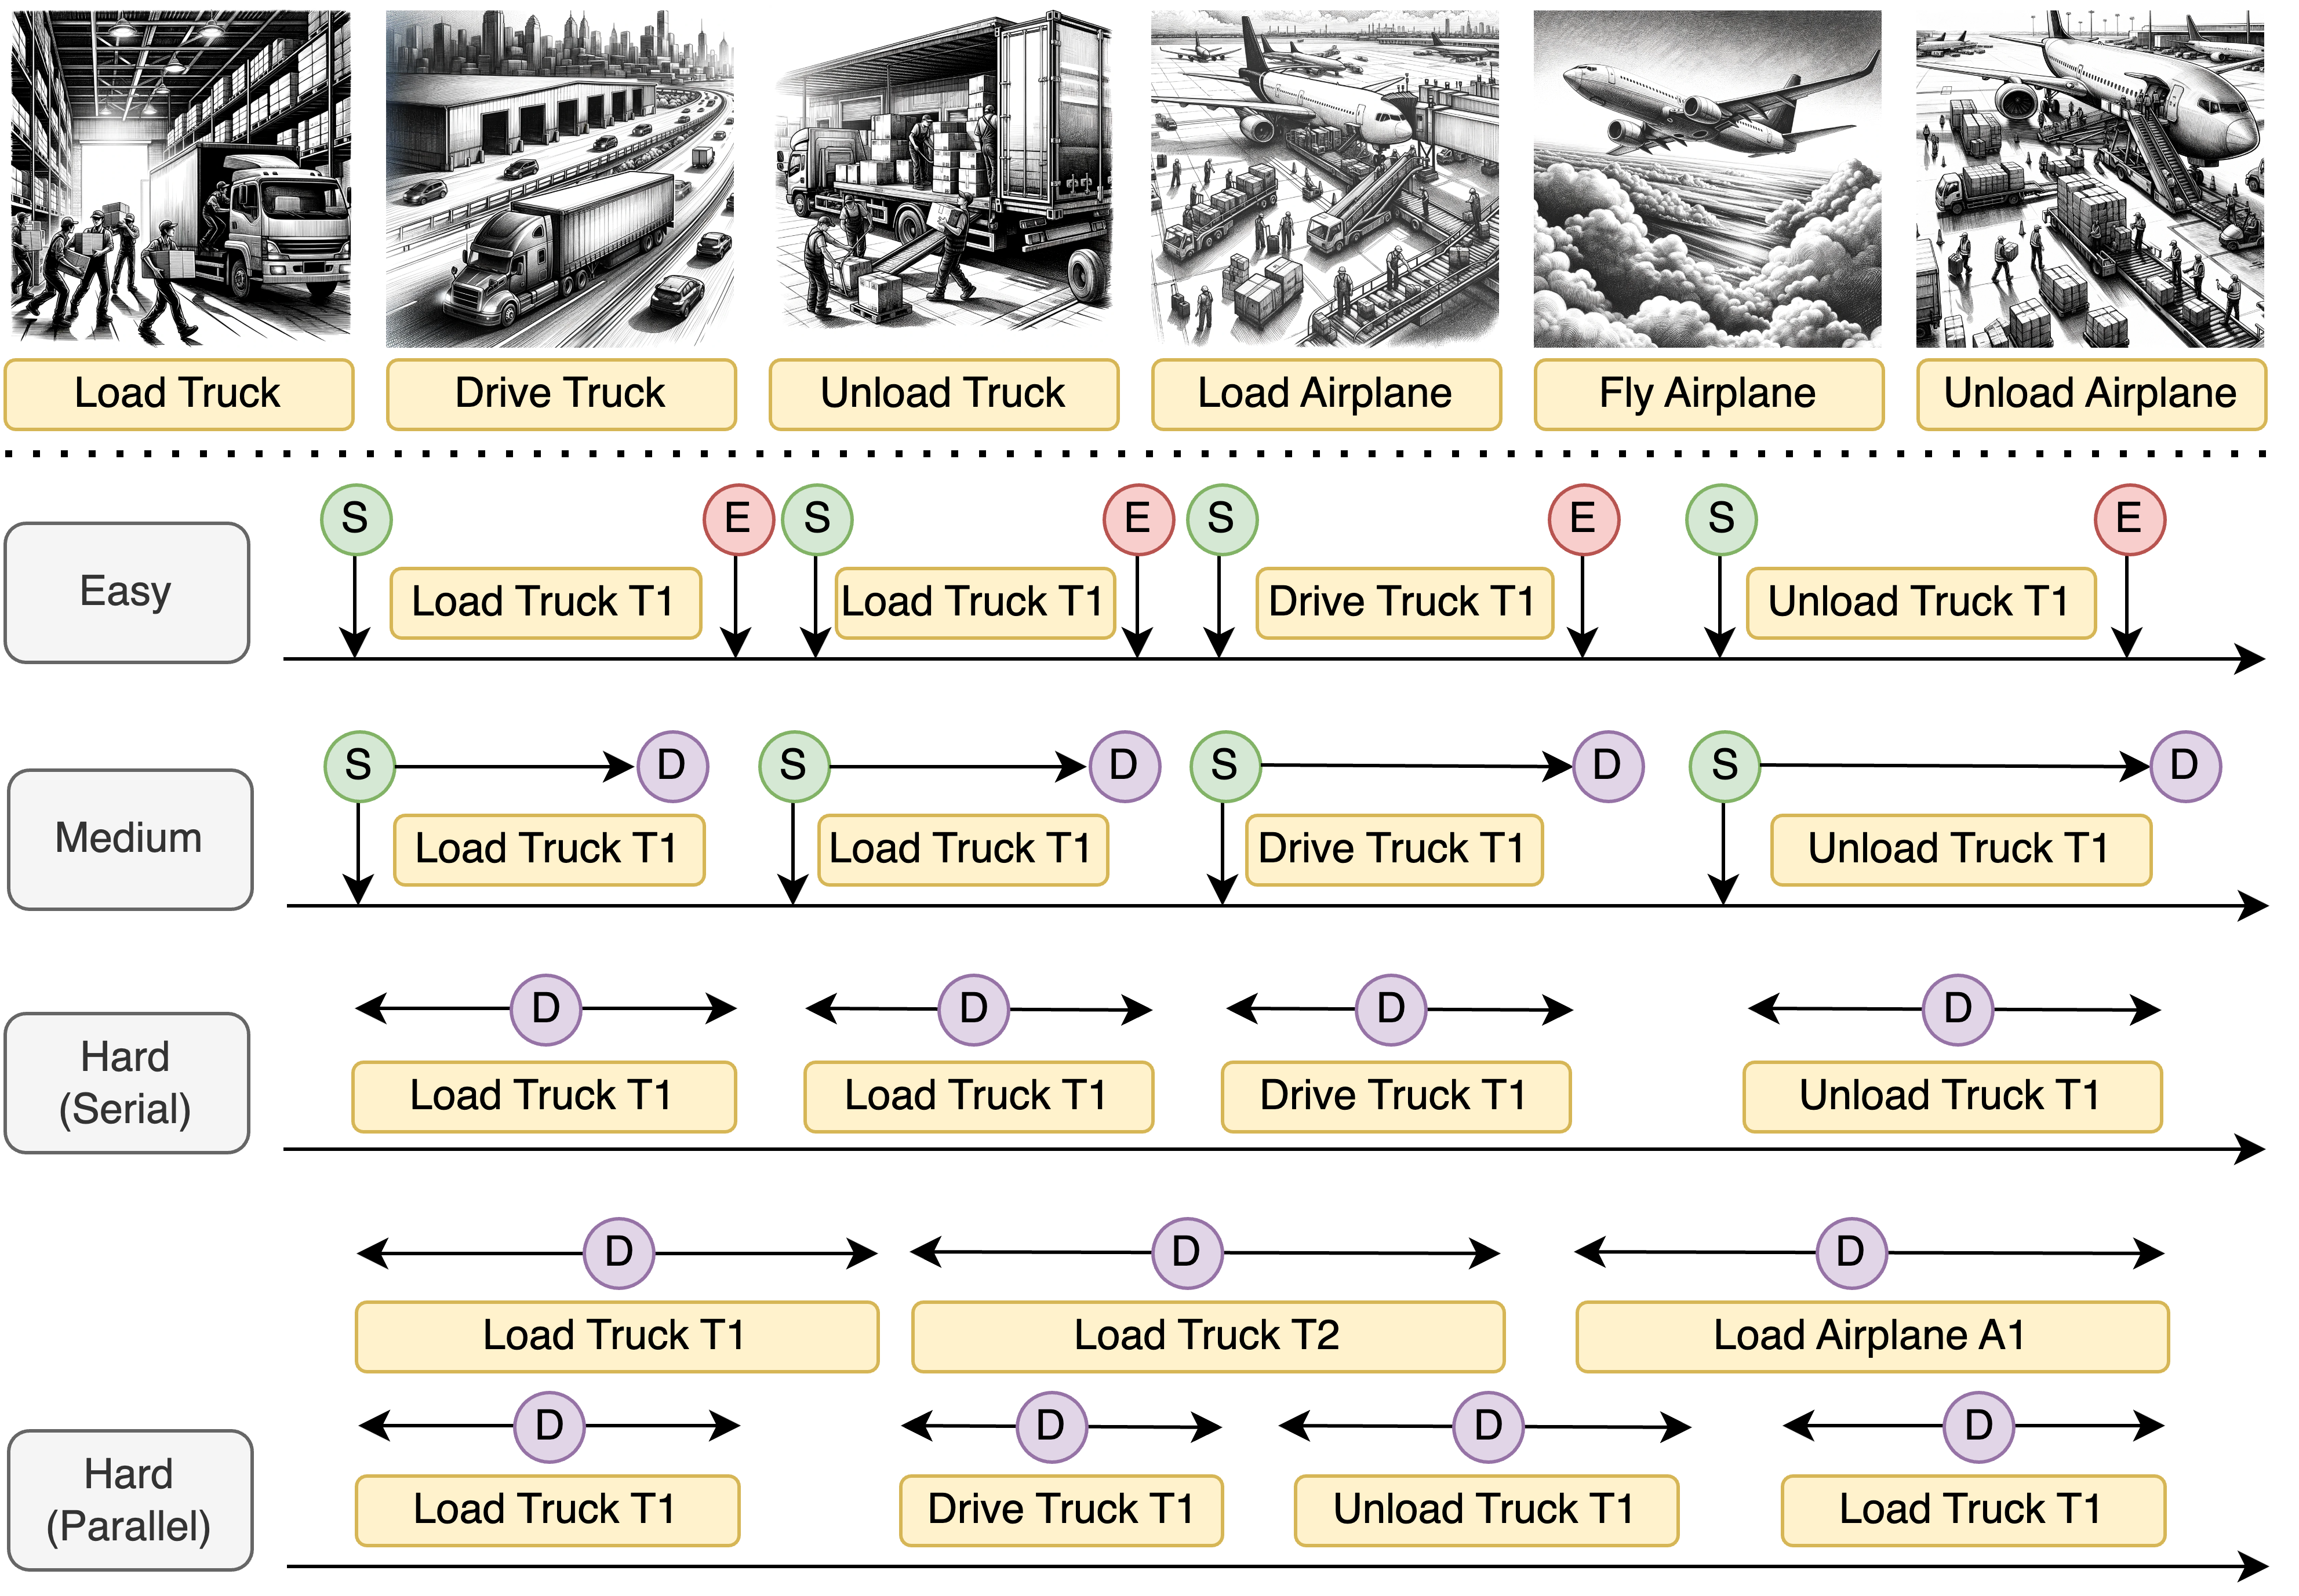 Load Truck
Drive Truck
Unload Truck
Load Airplane
Fly Airplane
Unload Airplane
S
E
S
E
S
E
S
E
Easy
Load Truck T1
Load Truck T1
Drive Truck T1
Unload Truck T1
S
D
S
D
S
D
S
D
Medium
Load Truck T1
Load Truck T1
Drive Truck T1
Unload Truck T1
D
D
D
D
Hard
(Serial)
Load Truck T1
Load Truck T1
Drive Truck T1
Unload Truck T1
D
D
D
Load Truck T1
Load Truck T2
Load Airplane A1
D
D
D
D
Hard
(Parallel)
Load Truck T1
Drive Truck T1
Unload Truck T1
Load Truck T1